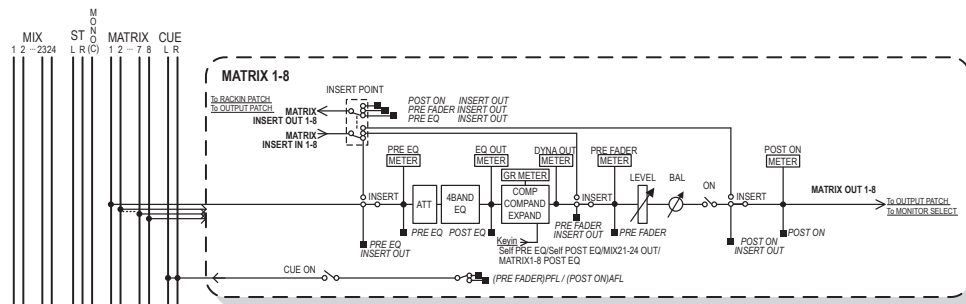 MIX
1 2 ··· 23 24
ST
L R
MONO
(C)
MATRIX
1 2 ··· 7 8
CUE
L R
MATRIX 1-8
INSERT POINT
To RACKIN PATCH
To OUTPUT PATCH
MATRIX
INSERT OUT 1-8
MATRIX
INSERT IN 1-8
POST ON INSERT OUT
PRE FADER INSERT OUT
PRE EQ INSERT OUT
PRE EQ
METER
EQ OUT
METER
DYNA OUT
METER
PRE FADER
METER
POST ON
METER
GR METER
INSERT
ATT
4BAND
EQ
COMP
COMPAND
EXPAND
INSERT
LEVEL
BAL
ON
INSERT
MATRIX OUT 1-8
To OUTPUT PATCH
To MONITOR SELECT
PRE EQ
INSERT OUT
PRE EQ
POST EQ
PRE FADER
INSERT OUT
PRE FADER
POST ON
INSERT OUT
POST ON
Keyin
Self PRE EQ/Self POST EQ/MIX21-24 OUT/
MATRIX1-8 POST EQ
CUE ON
(PRE FADER)PFL / (POST ON)AFL